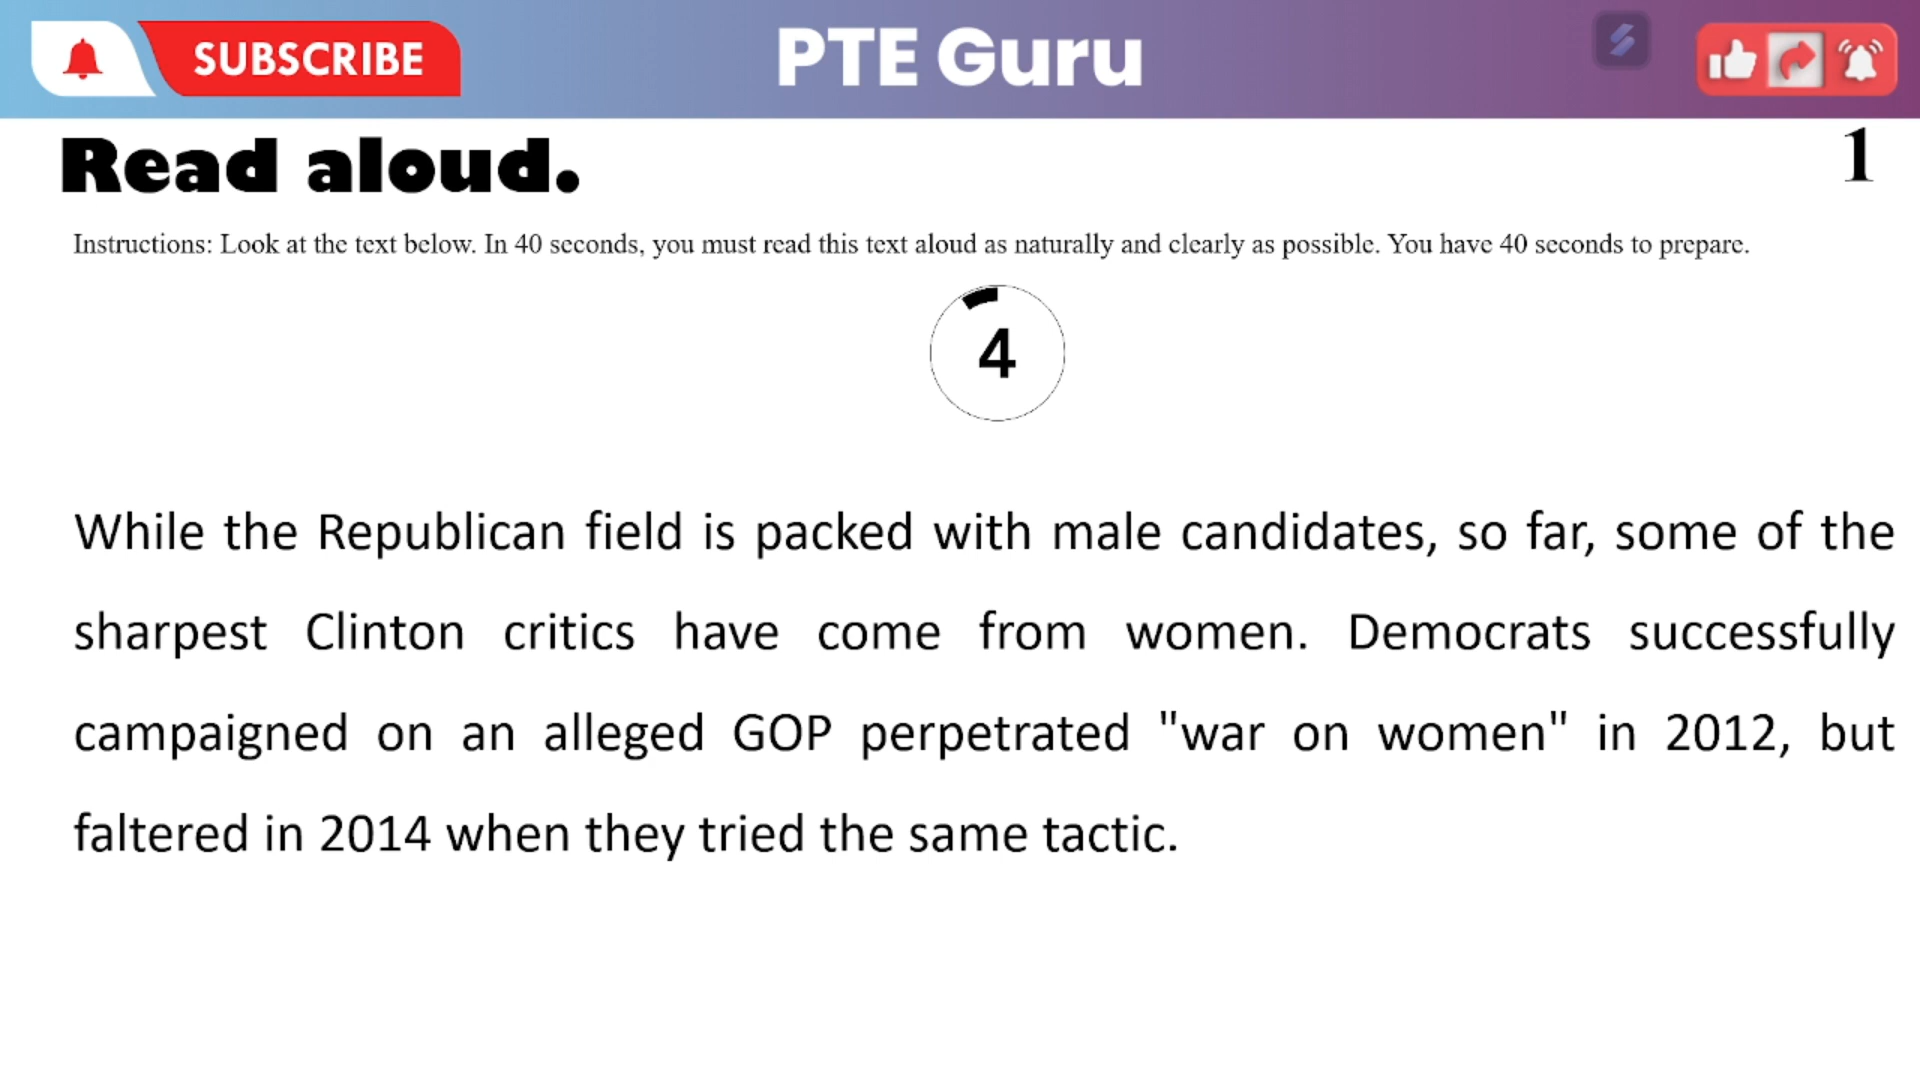 SUBSCRIBE
PTE Guru
Read aloud.
1
Instructions: Look at the text below. In 40 seconds, you must read this text aloud as naturally and clearly as possible. You have 40 seconds to prepare.
4
While the Republican field is packed with male candidates, so far, some of the
sharpest Clinton critics have come from women. Democrats successfully
campaigned on an alleged GOP perpetrated "war on women" in 2012, but
faltered in 2014 when they tried the same tactic.